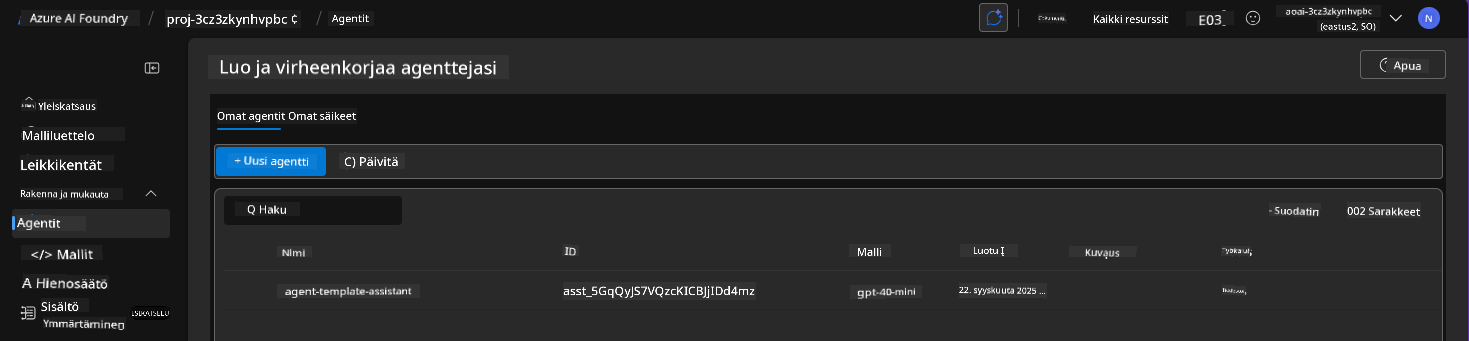 Azure AI Foundry / proj-3cz3zkynhvpbc ¢ / Agentit
Kaikki resurssit
E03
aoai-3cz3zkynhvpbc
(eastus2, SO)
N
Luo ja virheenkorjaa agenttejasi
Apua
Yleiskatsaus
Malliluettelo
Leikkikentät
Rakenna ja mukauta
Agentit
</> Mallit
A Hienosäätö
Sisältö
Ymmärtäminen
ESIKATSELU
Omat agentit Omat säikeet
+ Uusi agentti
C) Päivitä
Q Haku
- Suodatin
002 Sarakkeet
Nimi ID Malli Luotu Kuvaus
agent-template-assistant gpt-40-mini 22. syyskuuta 2025 ...